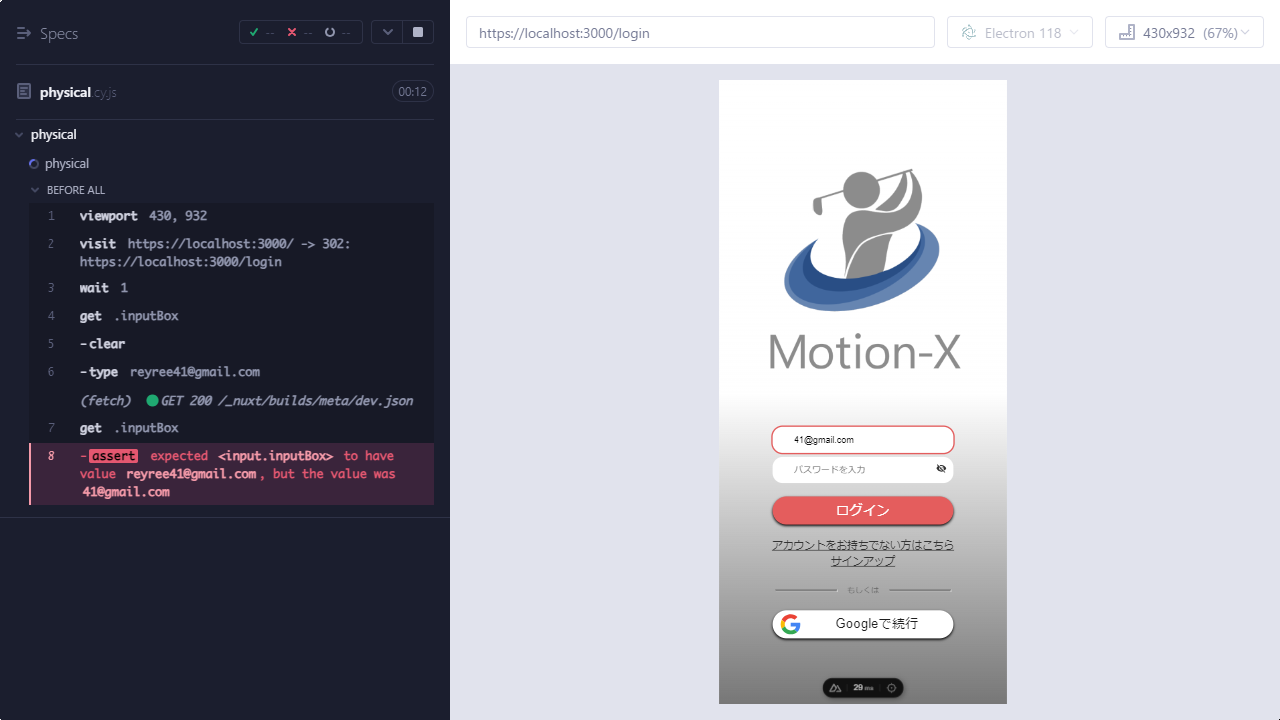 Specs
-- -- --
physical.cy.js
00:12
physical
physical
BEFORE ALL
1 viewport 430, 932
2 visit https://localhost:3000/ -> 302:
https://localhost:3000/login
3 wait 1
4 get .inputBox
5 -clear
6 -type reyree41@gmail.com
(fetch) GET 200 /_nuxt/builds/meta/dev.json
7 get .inputBox
8 -assert expected <input.inputBox> to have
value reyree41@gmail.com, but the value was
41@gmail.com
https://localhost:3000/login
Electron 118
430x932 (67%)
Motion-X
41@gmail.com
パスワードを入力
ログイン
アカウントをお持ちでない方はこちら
サインアップ
もしくは
Googleで続行
29 ms